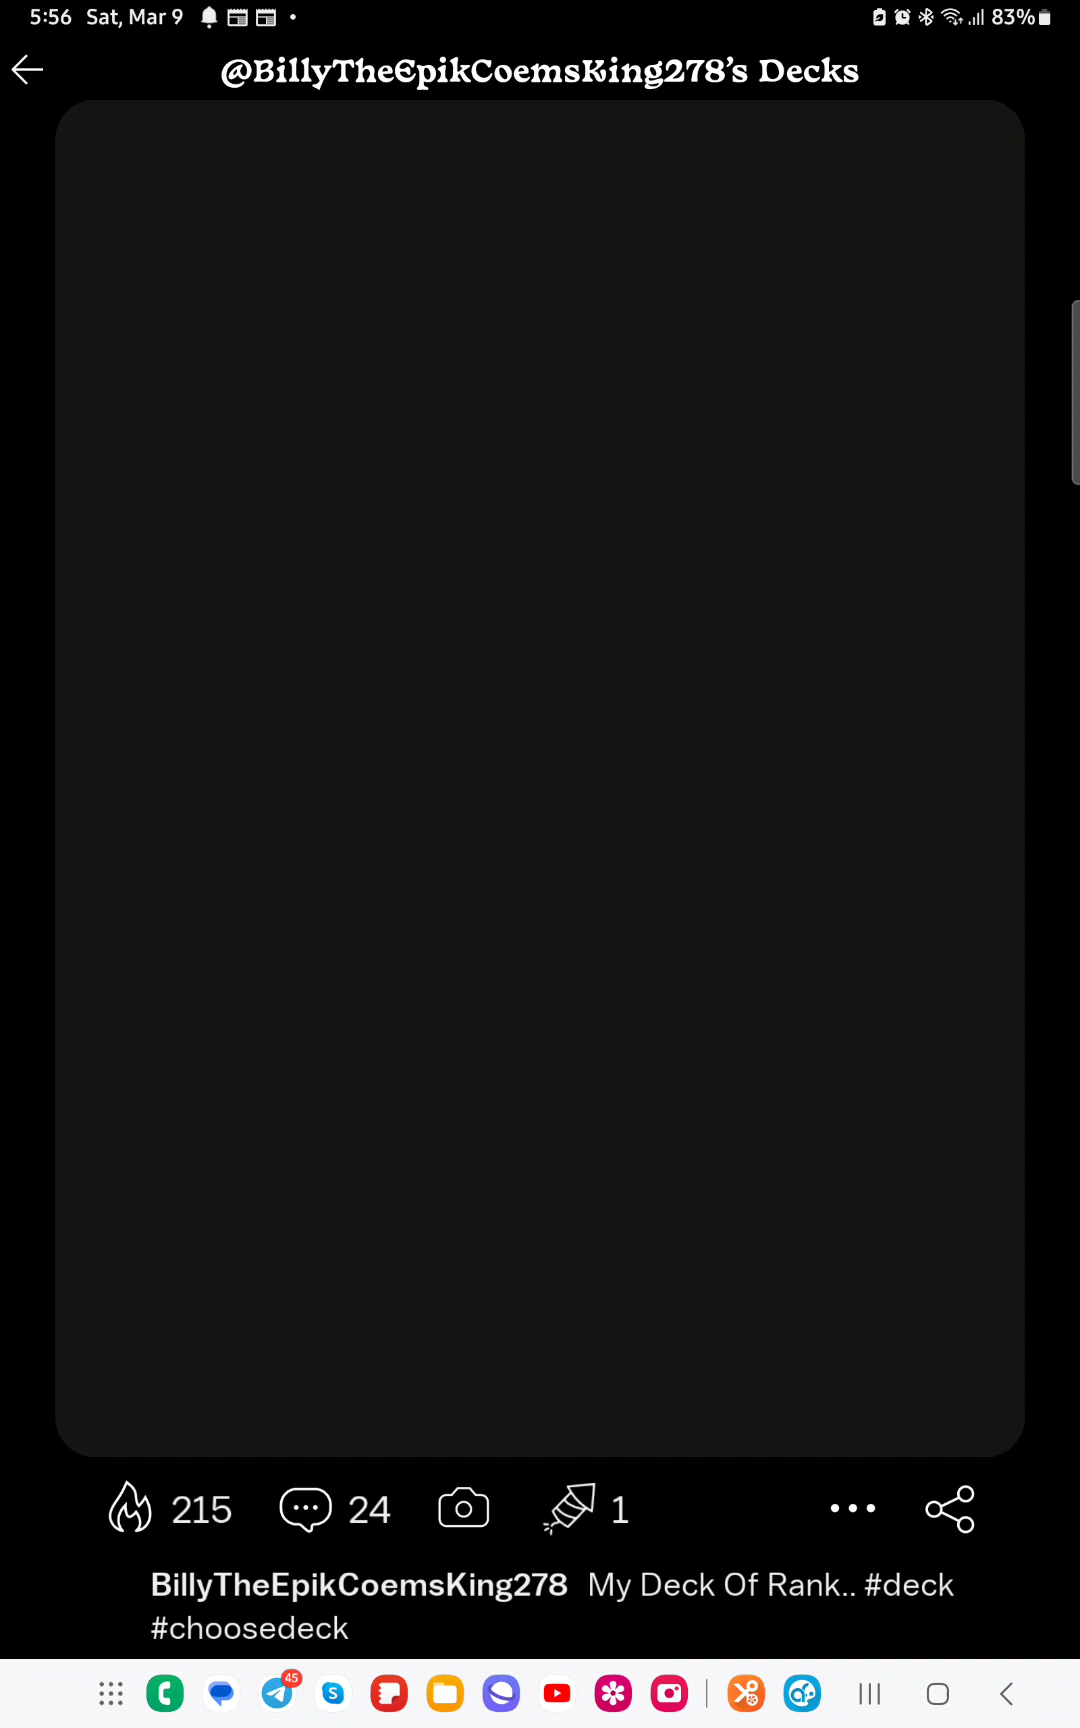 5:56 Sat, Mar 9 83%
@BillyTheEpikCoemsKing278's Decks
215 24 1
BillyTheEpikCoemsKing278 My Deck Of Rank.. #deck
#choosedeck
45
S